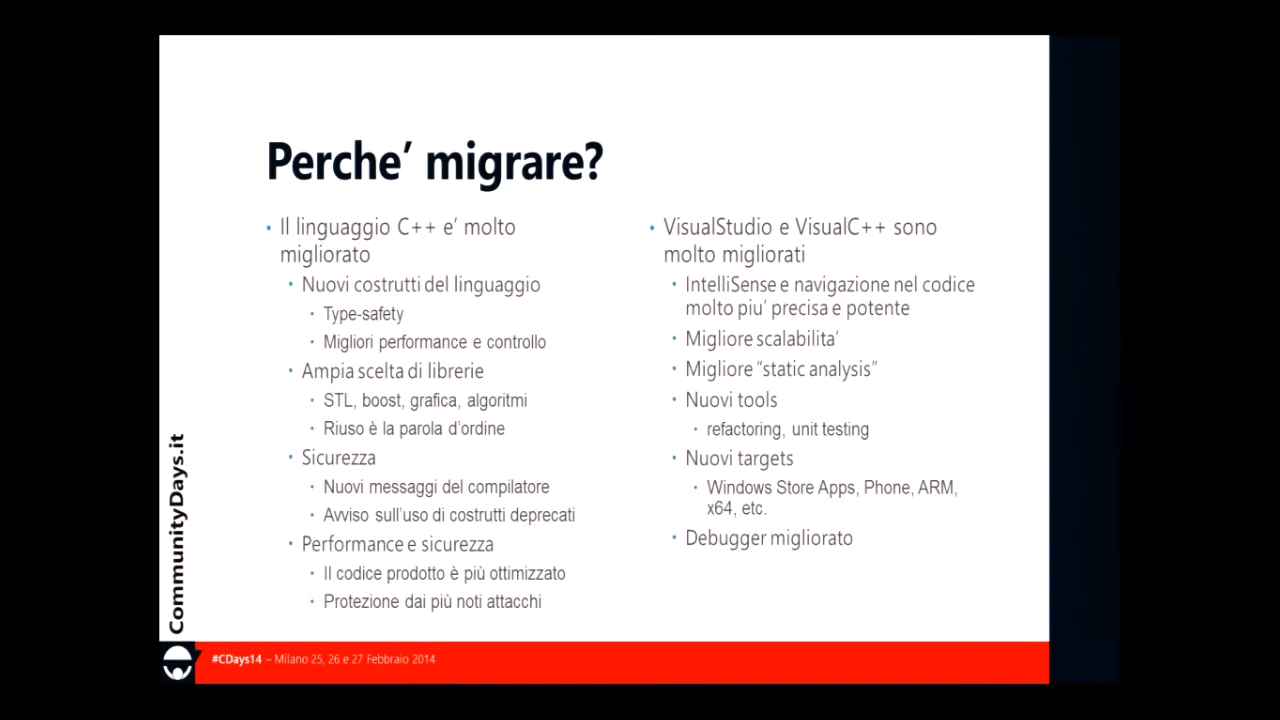 Perche’ migrare?
• Il linguaggio C++ e’ molto
migliorato
• Nuovi costrutti del linguaggio
• Type-safety
• Migliori performance e controllo
• Ampia scelta di librerie
• STL, boost, grafica, algoritmi
• Riuso è la parola d’ordine
• Sicurezza
• Nuovi messaggi del compilatore
• Avviso sull’uso di costrutti deprecati
• Performance e sicurezza
• Il codice prodotto è più ottimizzato
• Protezione dai più noti attacchi
• VisualStudio e VisualC++ sono
molto migliorati
• IntelliSense e navigazione nel codice
molto piu’ precisa e potente
• Migliore scalabilita’
• Migliore “static analysis”
• Nuovi tools
• refactoring, unit testing
• Nuovi targets
• Windows Store Apps, Phone, ARM,
x64, etc.
• Debugger migliorato
CommunityDays.it
#CDays14 – Milano 25, 26 e 27 Febbraio 2014